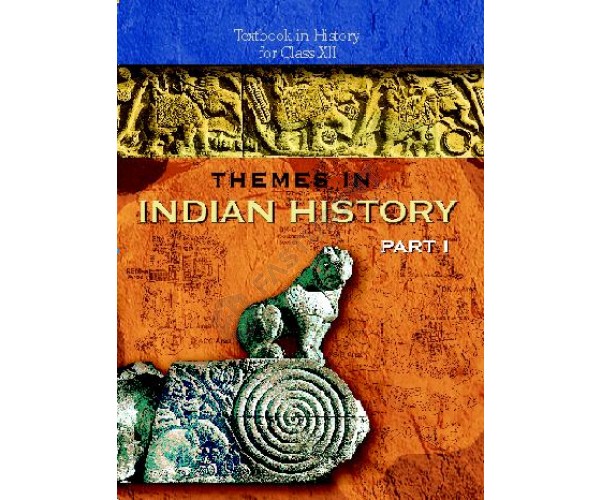 Textbook in History
for Class XII
THEMES IN
INDIAN HISTORY
PART I